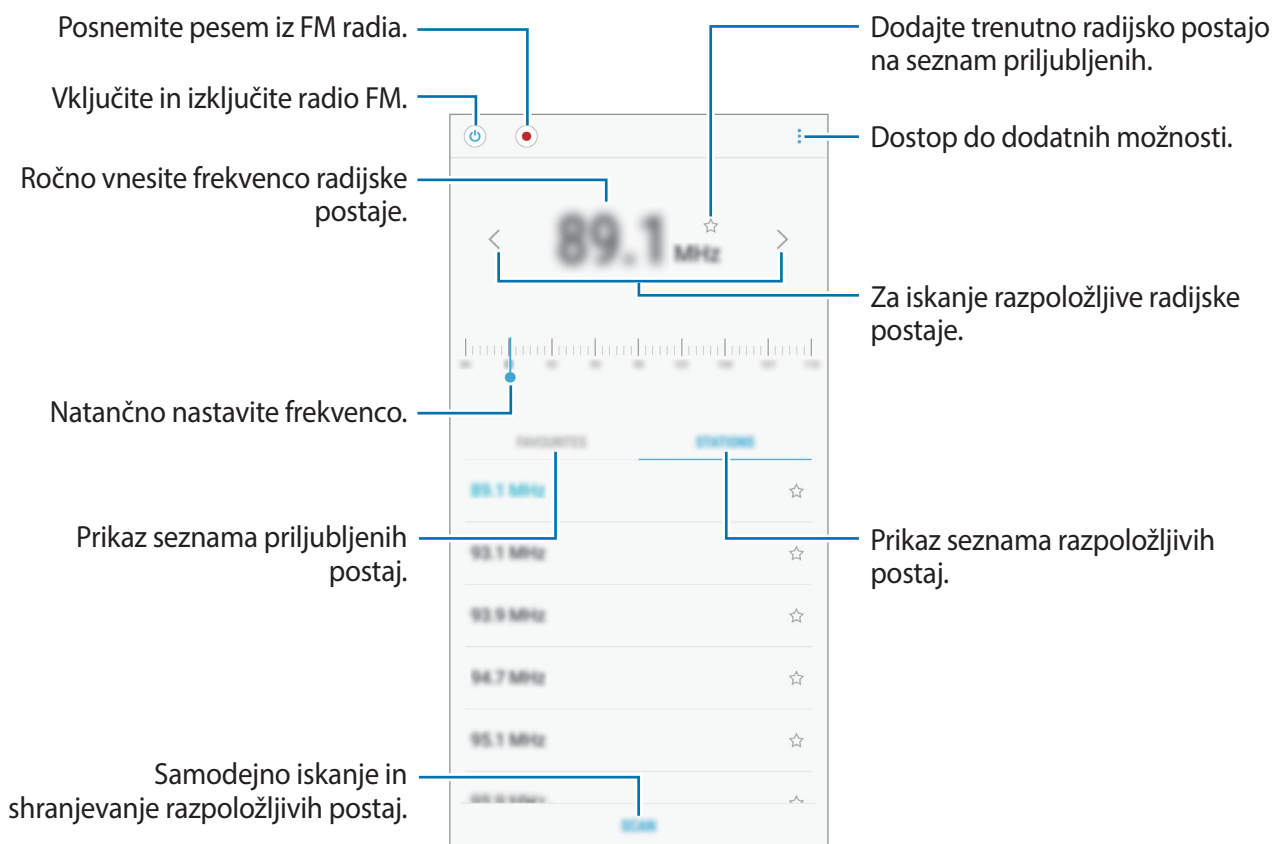 Posnemite pesem iz FM radia.
Vključite in izključite radio FM.
Ročno vnesite frekvenco radijske
postaje.
Natančno nastavite frekvenco.
Prikaz seznama priljubljenih
postaj.
Samodejno iskanje in
shranjevanje razpoložljivih postaj.
Dodajte trenutno radijsko postajo
na seznam priljubljenih.
Dostop do dodatnih možnosti.
Za iskanje razpoložljive radijske
postaje.
Prikaz seznama razpoložljivih
postaj.
89.1 MHz
FAVOURITES
STATIONS
89.1 MHz
93.1 MHz
93.9 MHz
94.7 MHz
95.1 MHz
SCAN